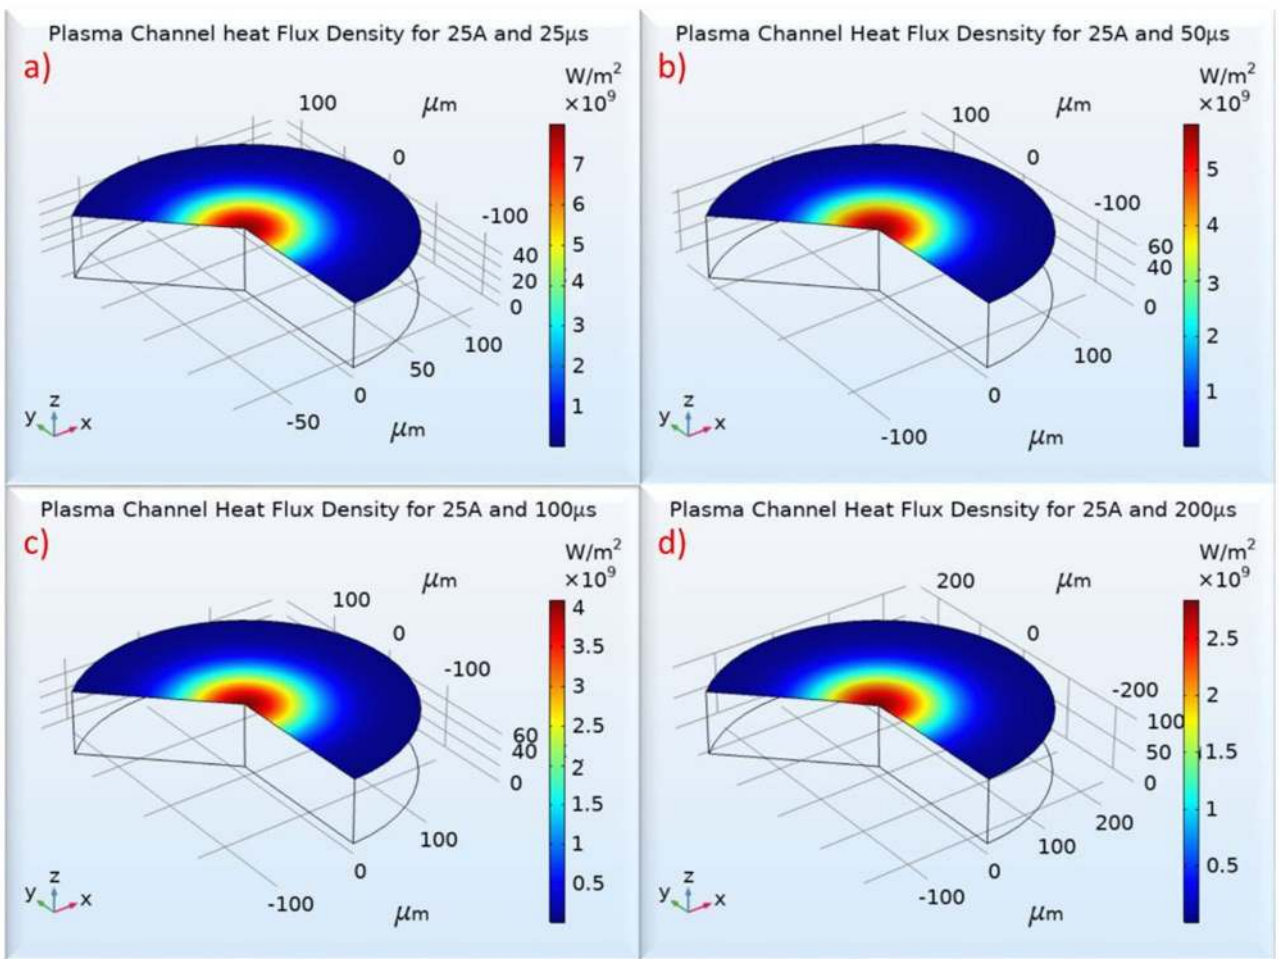 Plasma Channel heat Flux Density for 25A and 25µs
a)
W/m²
×10⁹
100
µm
0
-100
40
20
0
100
50
0
-50
µm
7
6
5
4
3
2
1
y z x
Plasma Channel Heat Flux Desnsity for 25A and 50µs
b)
W/m²
×10⁹
100
µm
0
-100
60
40
0
100
0
-100
µm
5
4
3
2
1
y z x
Plasma Channel Heat Flux Density for 25A and 100µs
c)
W/m²
×10⁹
100
µm
0
-100
60
40
0
100
0
-100
µm
4
3.5
3
2.5
2
1.5
1
0.5
y z x
Plasma Channel Heat Flux Desnsity for 25A and 200µs
d)
W/m²
×10⁹
200
µm
0
-200
100
50
0
200
100
0
-100
µm
2.5
2
1.5
1
0.5
y z x